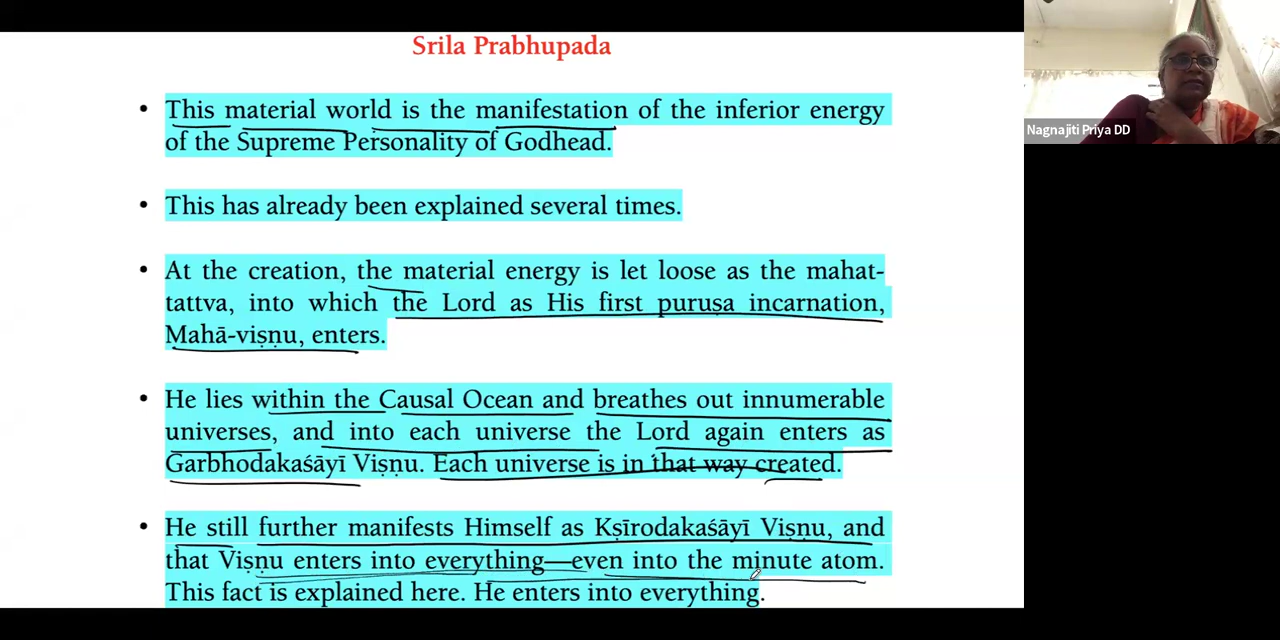 Srila Prabhupada
• This material world is the manifestation of the inferior energy
of the Supreme Personality of Godhead.
• This has already been explained several times.
• At the creation, the material energy is let loose as the mahat-
tattva, into which the Lord as His first puruṣa incarnation,
Mahā-viṣṇu, enters.
• He lies within the Causal Ocean and breathes out innumerable
universes, and into each universe the Lord again enters as
Garbhodakaśāyī Viṣṇu. Each universe is in that way created.
• He still further manifests Himself as Kṣīrodakaśāyī Viṣṇu, and
that Viṣṇu enters into everything—even into the minute atom.
This fact is explained here. He enters into everything.
Nagnajiti Priya DD